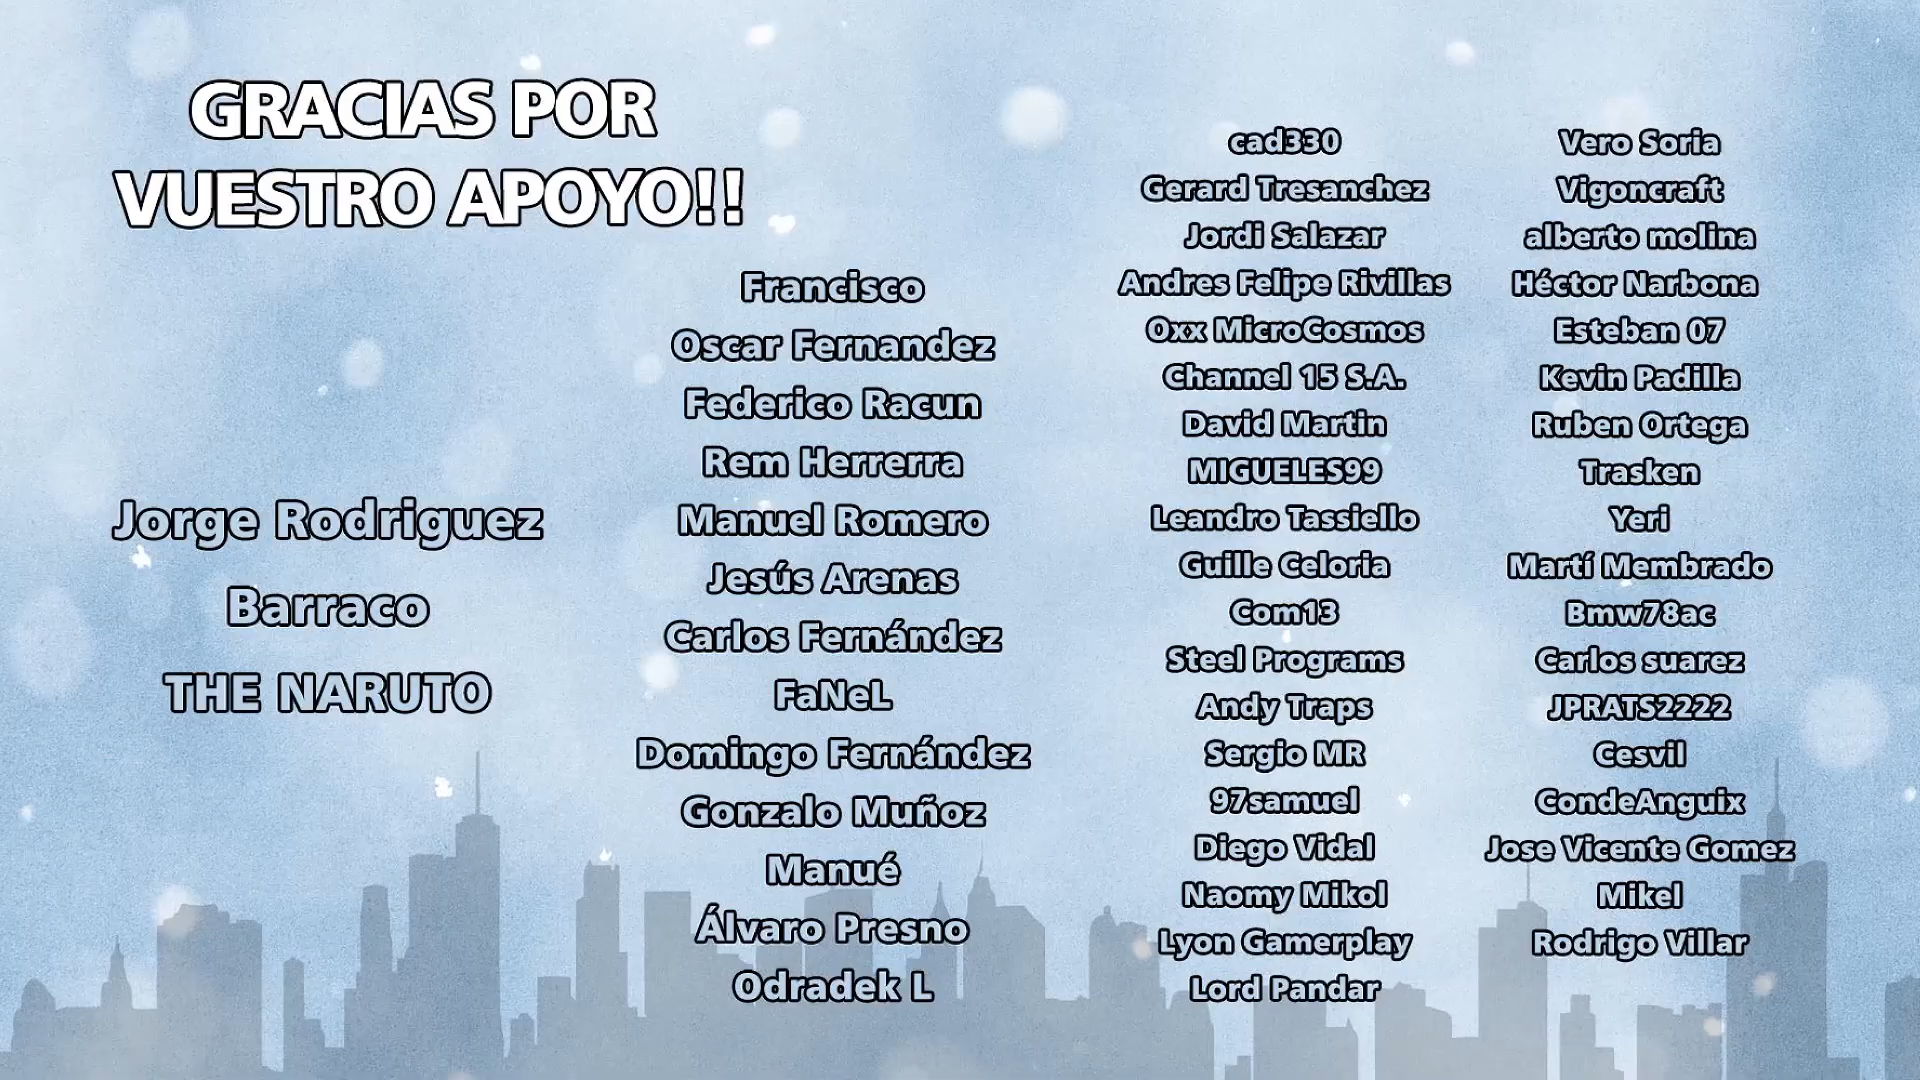 GRACIAS POR
VUESTRO APOYO!!
Jorge Rodriguez
Barraco
THE NARUTO
Francisco
Oscar Fernandez
Federico Racun
Rem Herrerra
Manuel Romero
Jesús Arenas
Carlos Fernández
FaNeL
Domingo Fernández
Gonzalo Muñoz
Manué
Álvaro Presno
Odradek L
cad330
Gerard Tresanchez
Jordi Salazar
Andres Felipe Rivillas
Oxx MicroCosmos
Channel 15 S.A.
David Martin
MIGUELES99
Leandro Tassiello
Guille Celoria
Com13
Steel Programs
Andy Traps
Sergio MR
97samuel
Diego Vidal
Naomy Mikol
Lyon Gamerplay
Lord Pandar
Vero Soria
Vigoncraft
alberto molina
Héctor Narbona
Esteban 07
Kevin Padilla
Ruben Ortega
Trasken
Yeri
Martí Membrado
Bmw78ac
Carlos suarez
JPRATS2222
Cesvil
CondeAnguix
Jose Vicente Gomez
Mikel
Rodrigo Villar